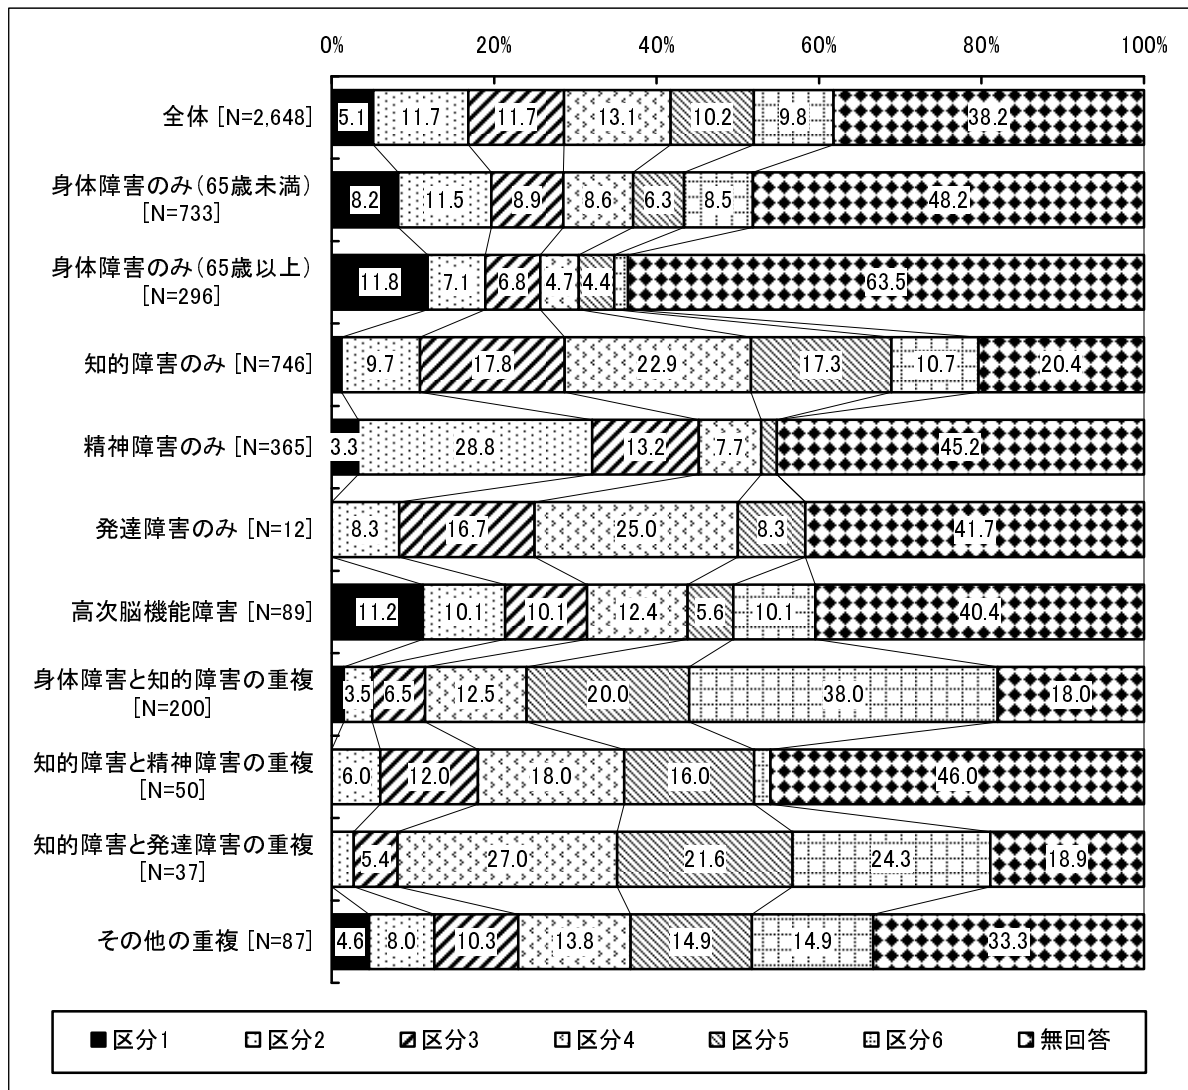 0% 20% 40% 60% 80% 100%
全体 [N=2,648] 5.1 11.7 11.7 13.1 10.2 9.8 38.2
身体障害のみ(65歳未満)
[N=733] 8.2 11.5 8.9 8.6 6.3 8.5 48.2
身体障害のみ(65歳以上)
[N=296] 11.8 7.1 6.8 4.7 4.4 63.5
知的障害のみ [N=746] 9.7 17.8 22.9 17.3 10.7 20.4
精神障害のみ [N=365] 3.3 28.8 13.2 7.7 45.2
発達障害のみ [N=12] 8.3 16.7 25.0 8.3 41.7
高次脳機能障害 [N=89] 11.2 10.1 10.1 12.4 5.6 10.1 40.4
身体障害と知的障害の重複
[N=200] 3.5 6.5 12.5 20.0 38.0 18.0
知的障害と精神障害の重複
[N=50] 6.0 12.0 18.0 16.0 46.0
知的障害と発達障害の重複
[N=37] 5.4 27.0 21.6 24.3 18.9
その他の重複 [N=87] 4.6 8.0 10.3 13.8 14.9 14.9 33.3
区分1 区分2 区分3 区分4 区分5 区分6 無回答